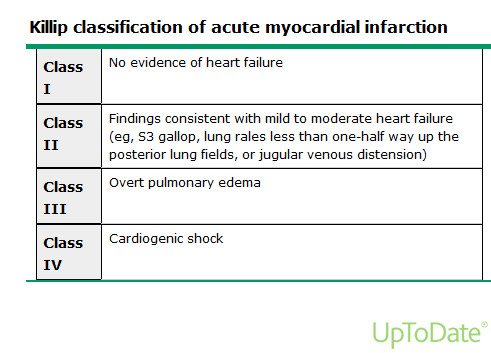 Killip classification of acute myocardial infarction
Class
I
No evidence of heart failure
Class
II
Findings consistent with mild to moderate heart failure
(eg, S3 gallop, lung rales less than one-half way up the
posterior lung fields, or jugular venous distension)
Class
III
Overt pulmonary edema
Class
IV
Cardiogenic shock
UpToDate®